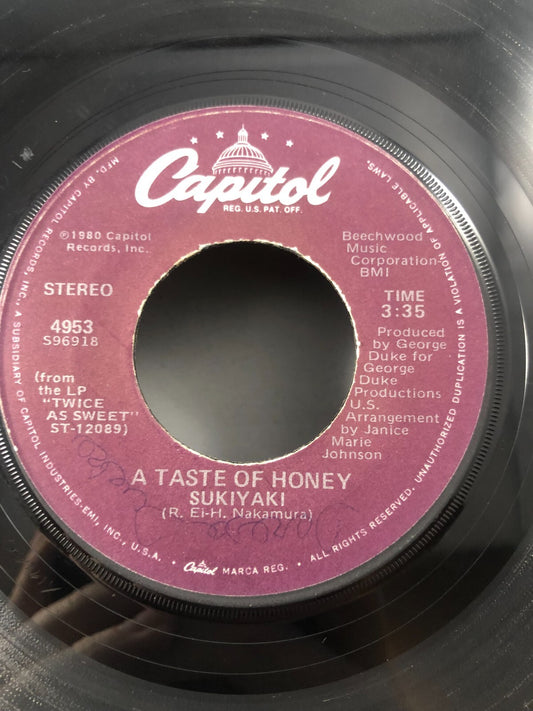 Capitol
REG. U.S. PAT. OFF.
MFD. BY CAPITOL RECORDS, INC., A SUBSIDIARY OF CAPITOL INDUSTRIES-EMI, INC., U.S.A.
℗1980 Capitol
Records, Inc.
STEREO
4953
S96918
(from
the LP
"TWICE
AS SWEET"
ST-12089)
Beechwood
Music
Corporation-
BMI
TIME
3:35
Produced
by George
Duke for
George
Duke
Productions
U.S.
Arrangement
by Janice
Marie
Johnson
A TASTE OF HONEY
SUKIYAKI
(R. Ei-H. Nakamura)
Capitol MARCA REG. • ALL RIGHTS RESERVED. UNAUTHORIZED DUPLICATION IS A VIOLATION OF APPLICABLE LAWS.